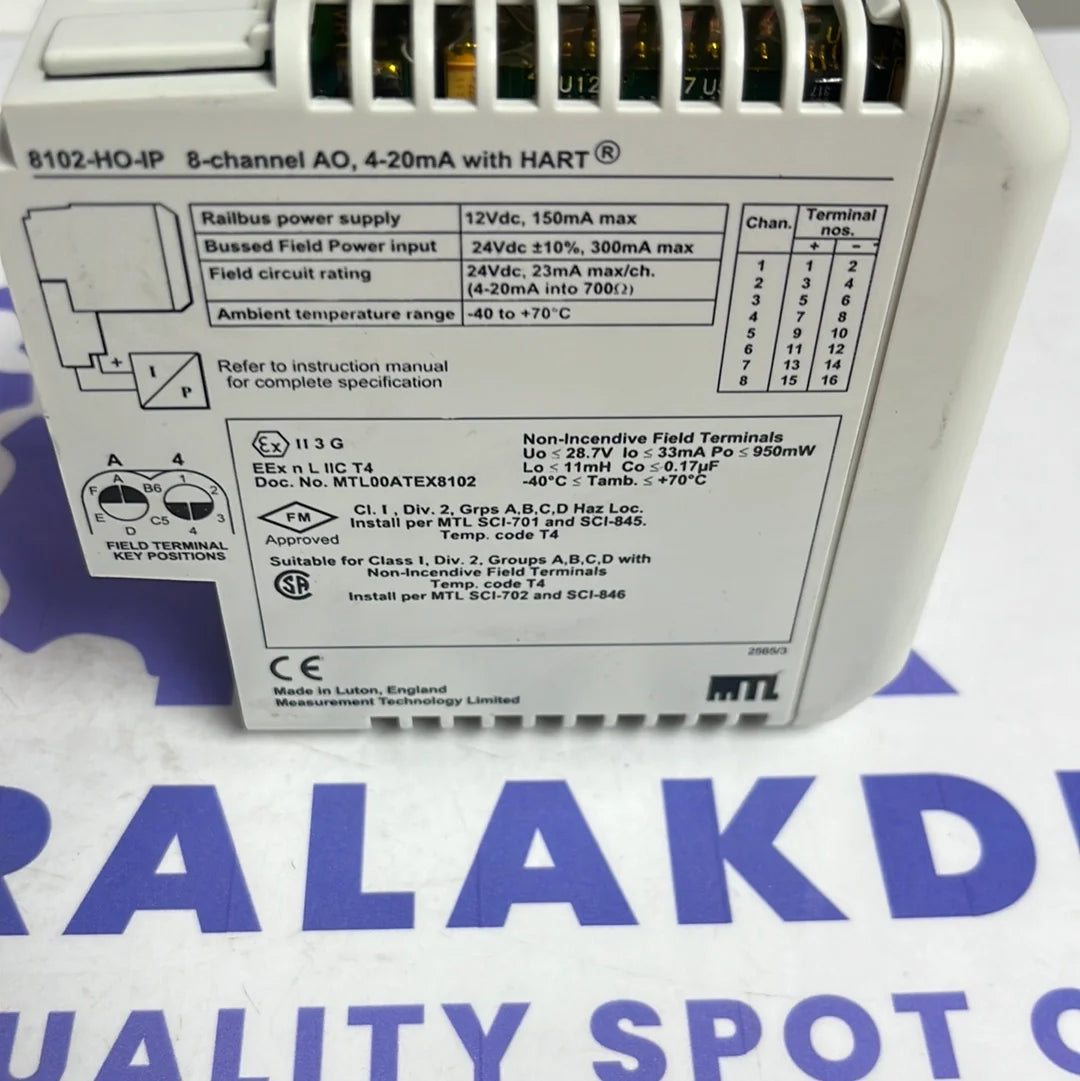 U12
7 U
8102-HO-IP 8-channel AO, 4-20mA with HART®
Railbus power supply 12Vdc, 150mA max
Bussed Field Power input 24Vdc ±10%, 300mA max
Field circuit rating 24Vdc, 23mA max/ch.
(4-20mA into 700Ω)
Ambient temperature range -40 to +70°C
Chan. Terminal
nos.
+ −
1 1 2
2 3 4
3 5 6
4 7 8
5 9 10
6 11 12
7 13 14
8 15 16
+ I
P
Refer to instruction manual
for complete specification
A 4
A 1
F B6 2
E C5 3
D 4
FIELD TERMINAL
KEY POSITIONS
Ex II 3 G
EEx n L IIC T4
Doc. No. MTL00ATEX8102
Non-Incendive Field Terminals
Uo ≤ 28.7V Io ≤ 33mA Po ≤ 950mW
Lo ≤ 11mH Co ≤ 0.17µF
-40°C ≤ Tamb. ≤ +70°C
FM
Approved
Cl. I , Div. 2, Grps A,B,C,D Haz Loc.
Install per MTL SCI-701 and SCI-845.
Temp. code T4
Suitable for Class I, Div. 2, Groups A,B,C,D with
Non-Incendive Field Terminals
Temp. code T4
SA
Install per MTL SCI-702 and SCI-846
2565/3
CE
Made in Luton, England
Measurement Technology Limited
MTL
RALAKD
UALITY SPOT